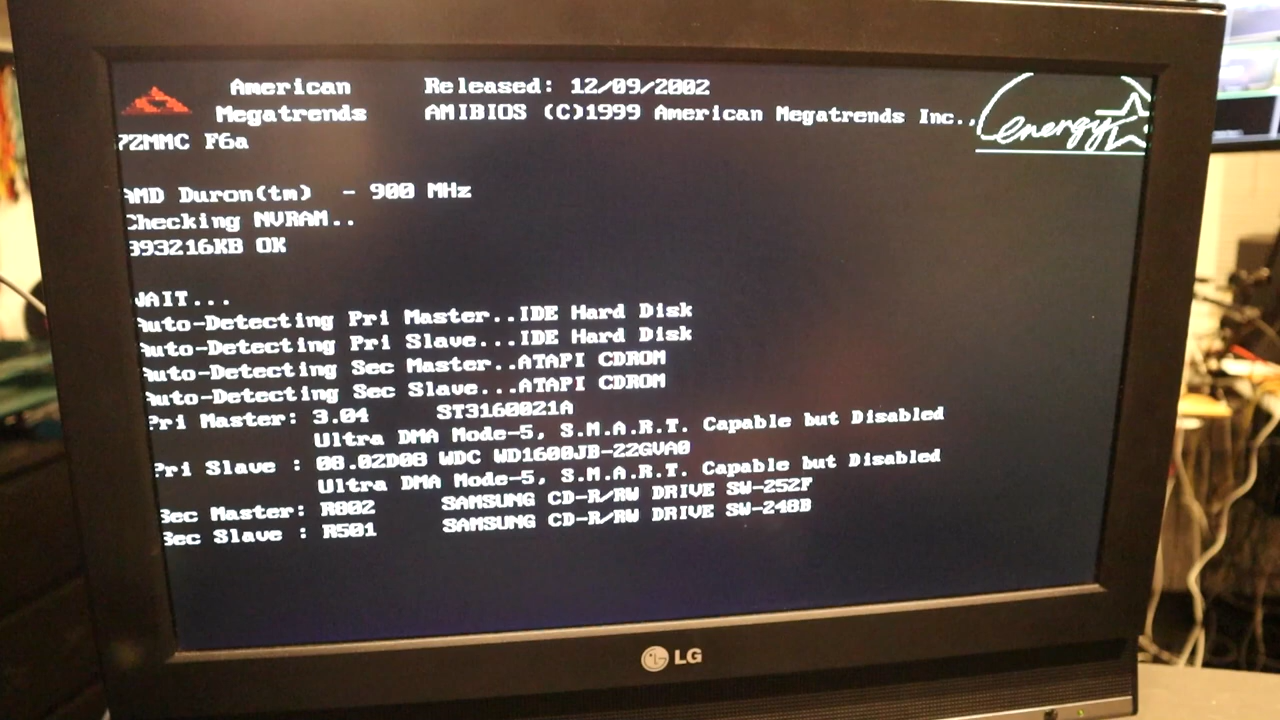 American Released: 12/09/2002
Megatrends AMIBIOS (C)1999 American Megatrends Inc.,
energy
7ZMMC F6a
AMD Duron(tm) - 900 MHz
Checking NVRAM..
393216KB OK
WAIT...
Auto-Detecting Pri Master..IDE Hard Disk
Auto-Detecting Pri Slave...IDE Hard Disk
Auto-Detecting Sec Master..ATAPI CDROM
Auto-Detecting Sec Slave...ATAPI CDROM
Pri Master: 3.04 ST3160021A
Ultra DMA Mode-5, S.M.A.R.T. Capable but Disabled
Pri Slave : 08.02D08 WDC WD1600JB-22GVA0
Ultra DMA Mode-5, S.M.A.R.T. Capable but Disabled
Sec Master: R802 SAMSUNG CD-R/RW DRIVE SW-252F
Sec Slave : R501 SAMSUNG CD-R/RW DRIVE SW-248B
LG